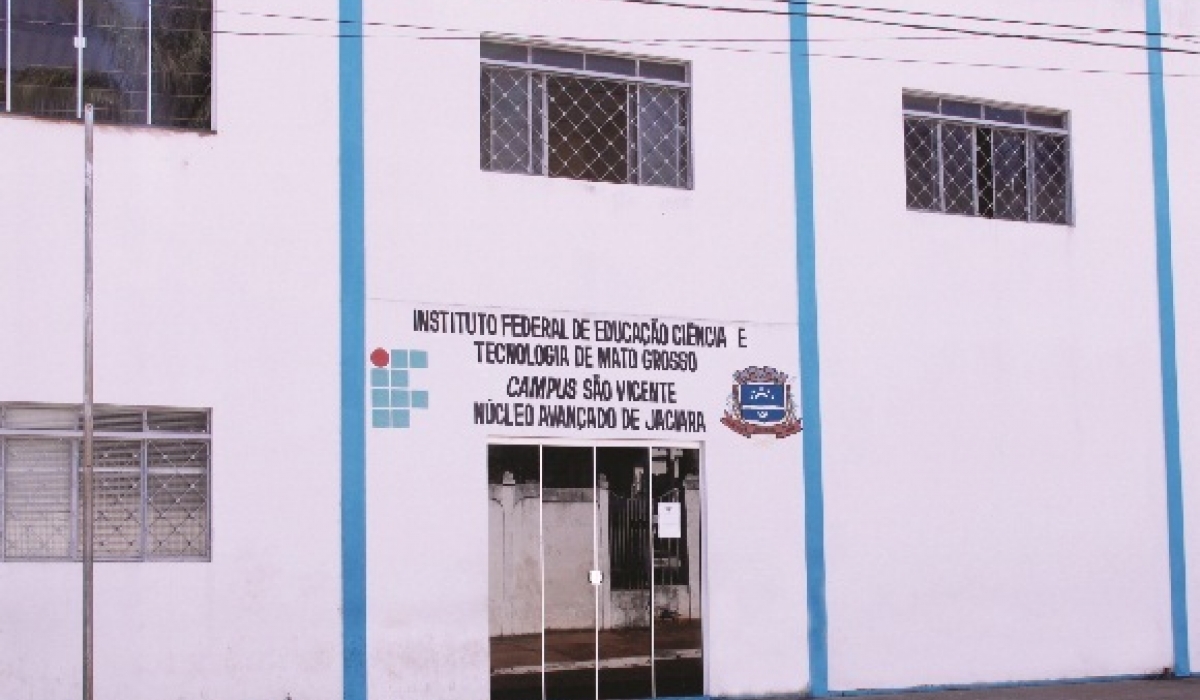 INSTITUTO FEDERAL DE EDUCAÇÃO CIÊNCIA E
TECNOLOGIA DE MATO GROSSO
CAMPUS SÃO VICENTE
NÚCLEO AVANÇADO DE JACIARA